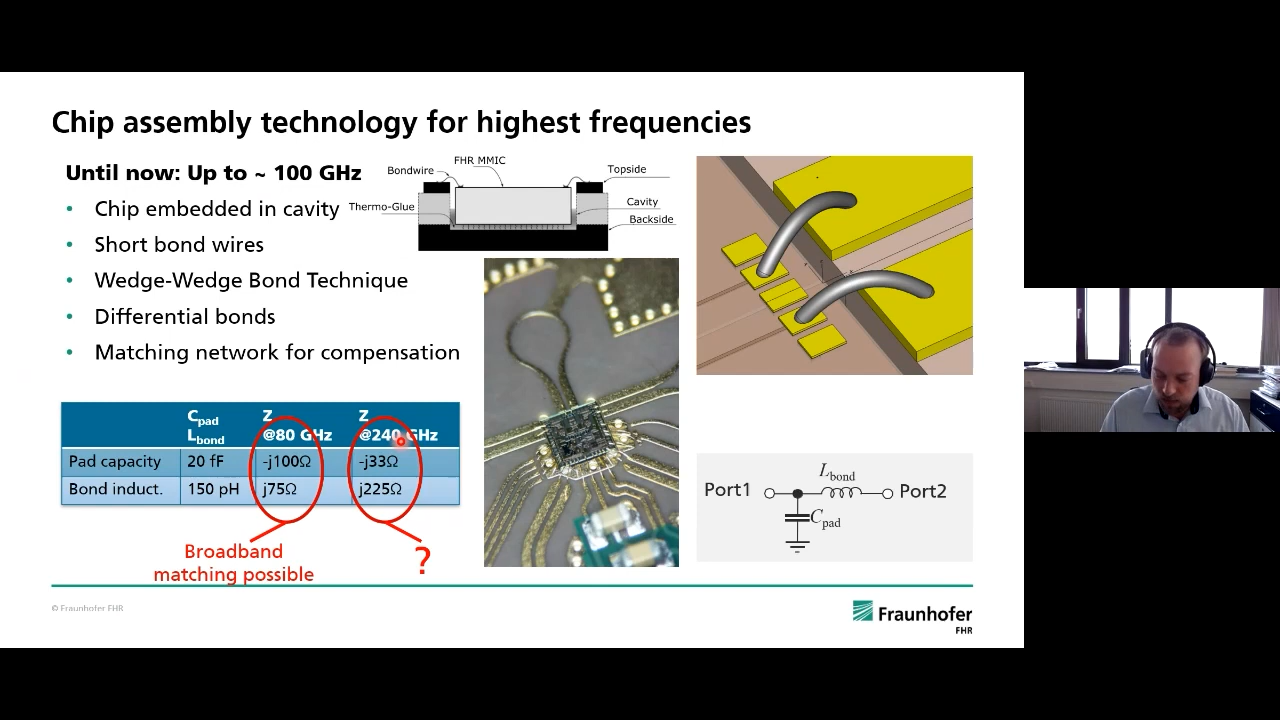 Chip assembly technology for highest frequencies
Until now: Up to ~ 100 GHz
• Chip embedded in cavity
• Short bond wires
• Wedge-Wedge Bond Technique
• Differential bonds
• Matching network for compensation
Bondwire
FHR MMIC
Topside
Thermo-Glue
Cavity
Backside
Cpad Lbond Z @80 GHz Z @240 GHz
Pad capacity 20 fF -j100Ω -j33Ω
Bond induct. 150 pH j75Ω j225Ω
Broadband
matching possible
?
Lbond
Port1 Port2
Cpad
© Fraunhofer FHR
Fraunhofer
FHR